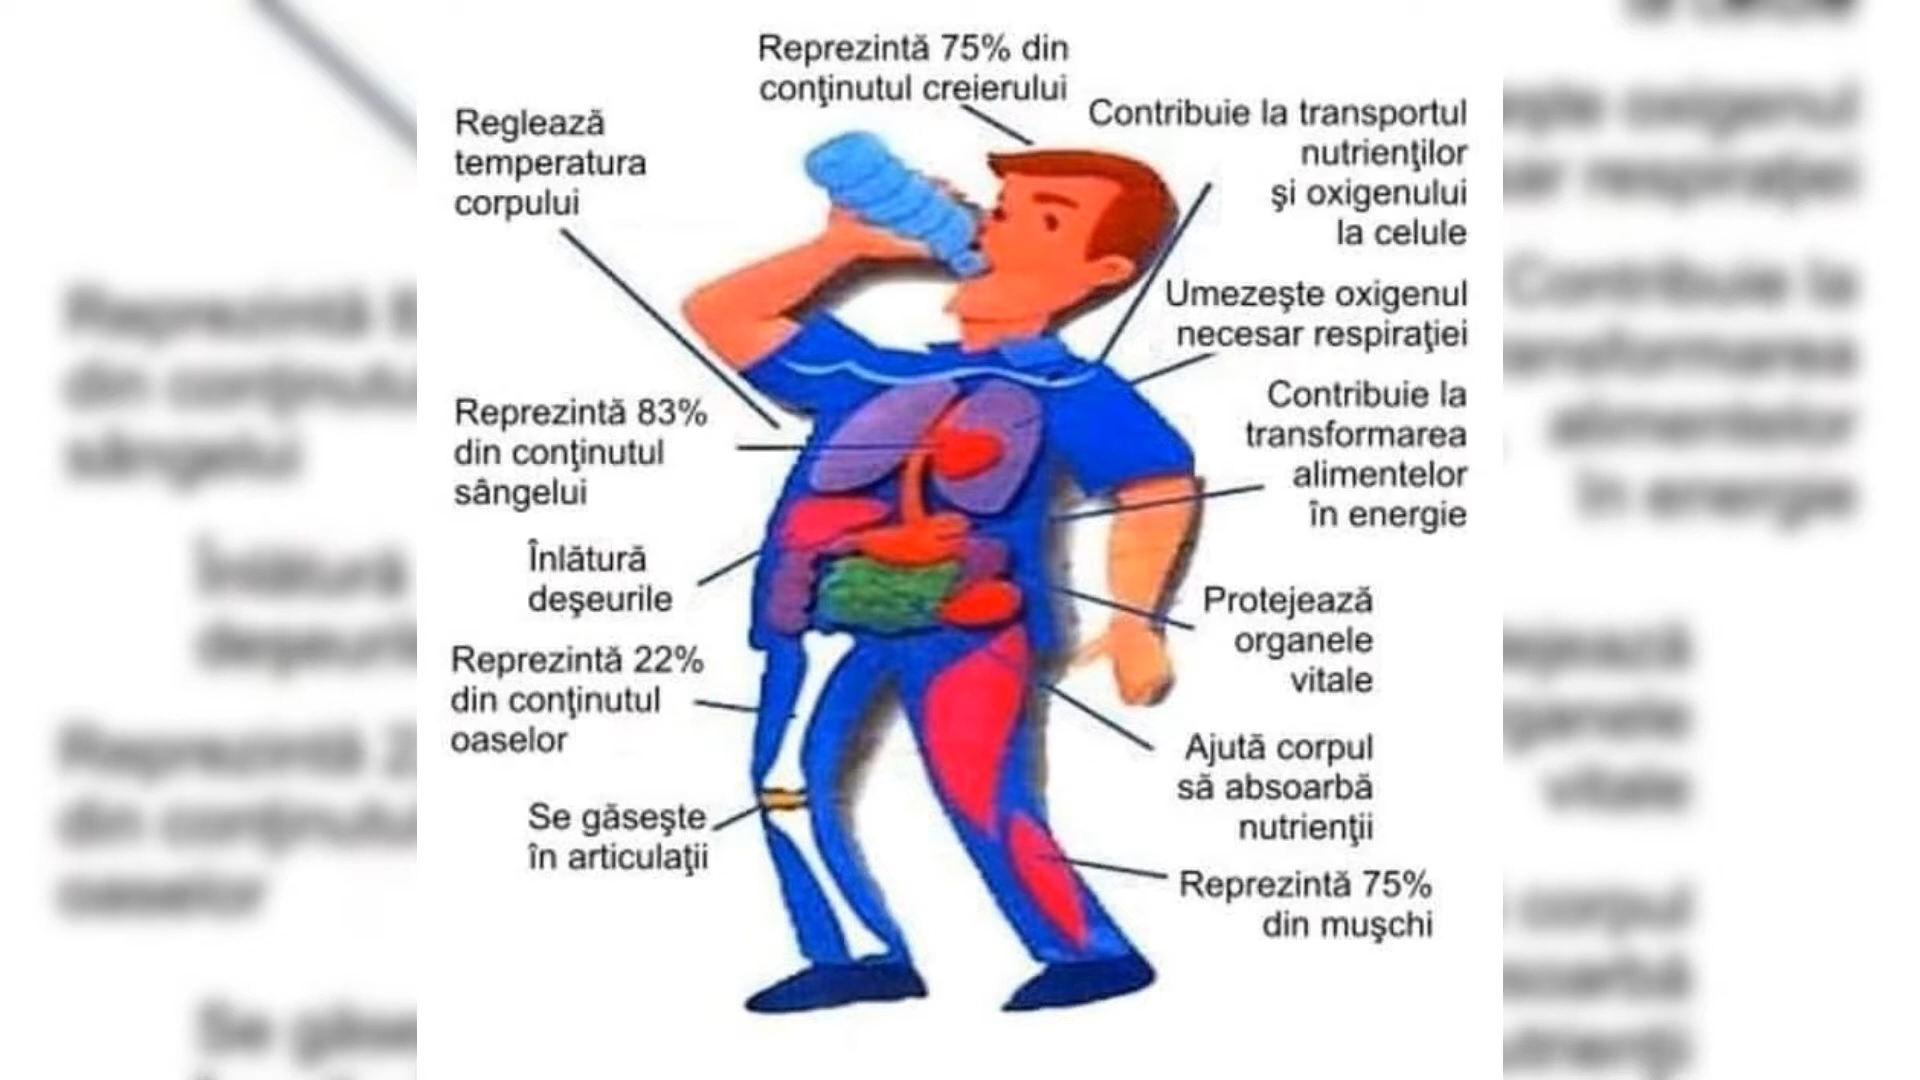 Reprezintă 75% din
conţinutul creierului
Reglează
temperatura
corpului
Contribuie la transportul
nutrienţilor
şi oxigenului
la celule
Umezeşte oxigenul
necesar respiraţiei
Reprezintă 83%
din conţinutul
sângelui
Contribuie la
transformarea
alimentelor
în energie
Înlătură
deşeurile
Protejează
organele
vitale
Reprezintă 22%
din conţinutul
oaselor
Ajută corpul
să absoarbă
nutrienţii
Se găseşte
în articulaţii
Reprezintă 75%
din muşchi